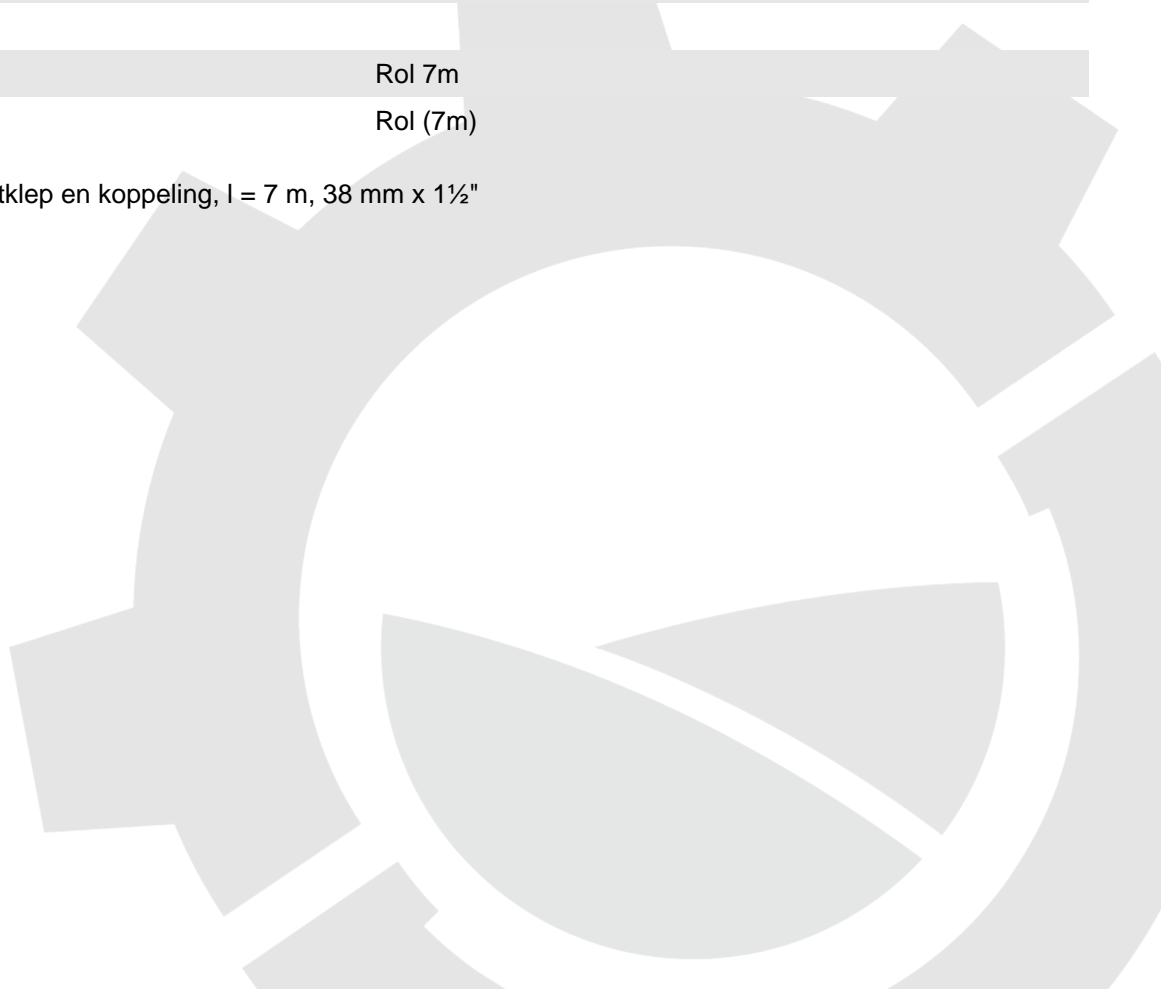 Rol 7m
Rol (7m)
tklep en koppeling, l = 7 m, 38 mm x 1½"